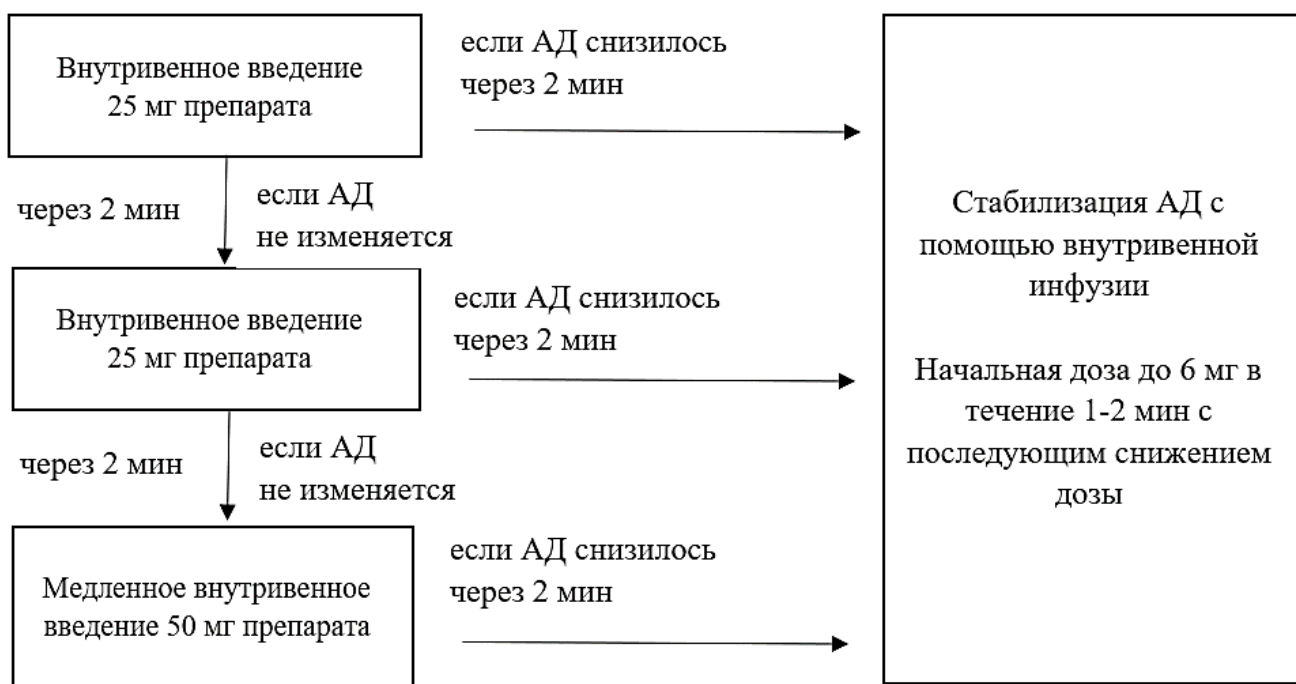 Внутривенное введение
25 мг препарата
если АД снизилось
через 2 мин
через 2 мин
если АД
не изменяется
Внутривенное введение
25 мг препарата
если АД снизилось
через 2 мин
через 2 мин
если АД
не изменяется
Медленное внутривенное
введение 50 мг препарата
если АД снизилось
через 2 мин
Стабилизация АД с
помощью внутривенной
инфузии
Начальная доза до 6 мг в
течение 1-2 мин с
последующим снижением
дозы